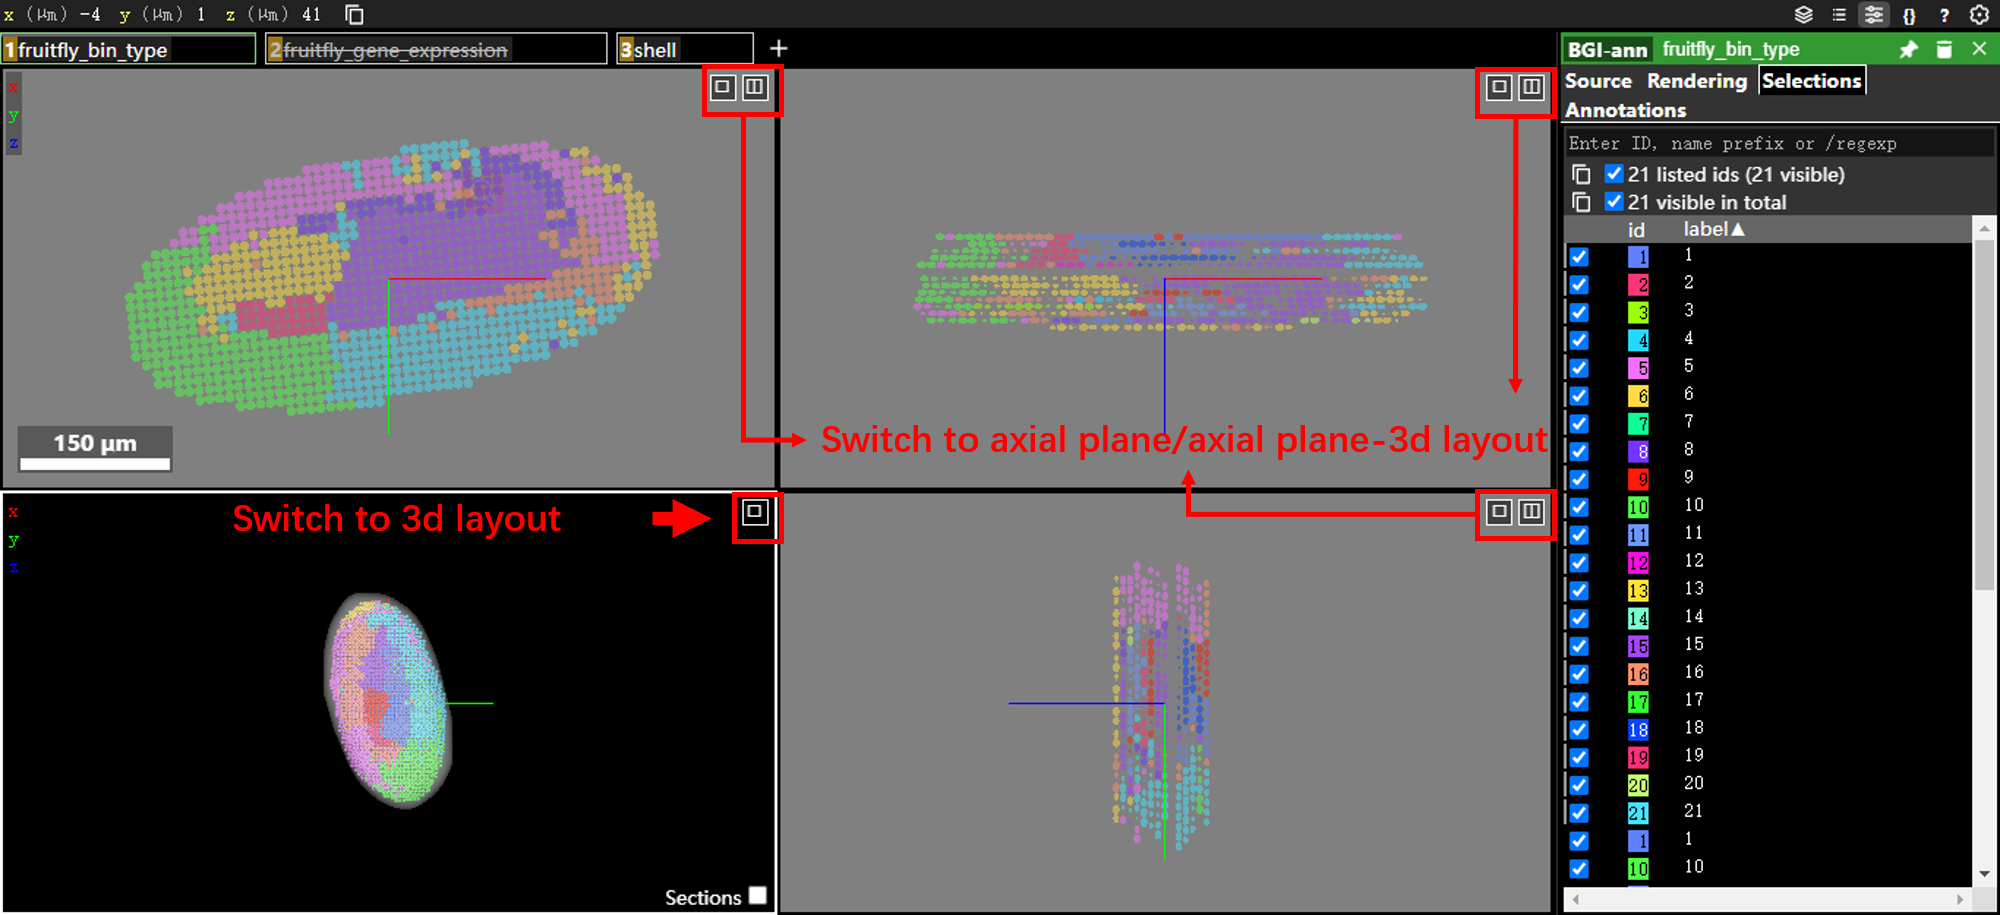 x (μm) -4 y (μm) 1 z (μm) 41
{} ?
1 fruitfly_bin_type 2 fruitfly_gene_expression 3 shell +
x
y
z
150 μm
Switch to axial plane/axial plane-3d layout
Switch to 3d layout
x
y
z
Sections
BGI-ann fruitfly_bin_type
Source Rendering Selections
Annotations
Enter ID, name prefix or /regexp
21 listed ids (21 visible)
21 visible in total
id label▲
1 1
2 2
3 3
4 4
5 5
6 6
7 7
8 8
9 9
10 10
11 11
12 12
13 13
14 14
15 15
16 16
17 17
18 18
19 19
20 20
21 21
1 1
10 10